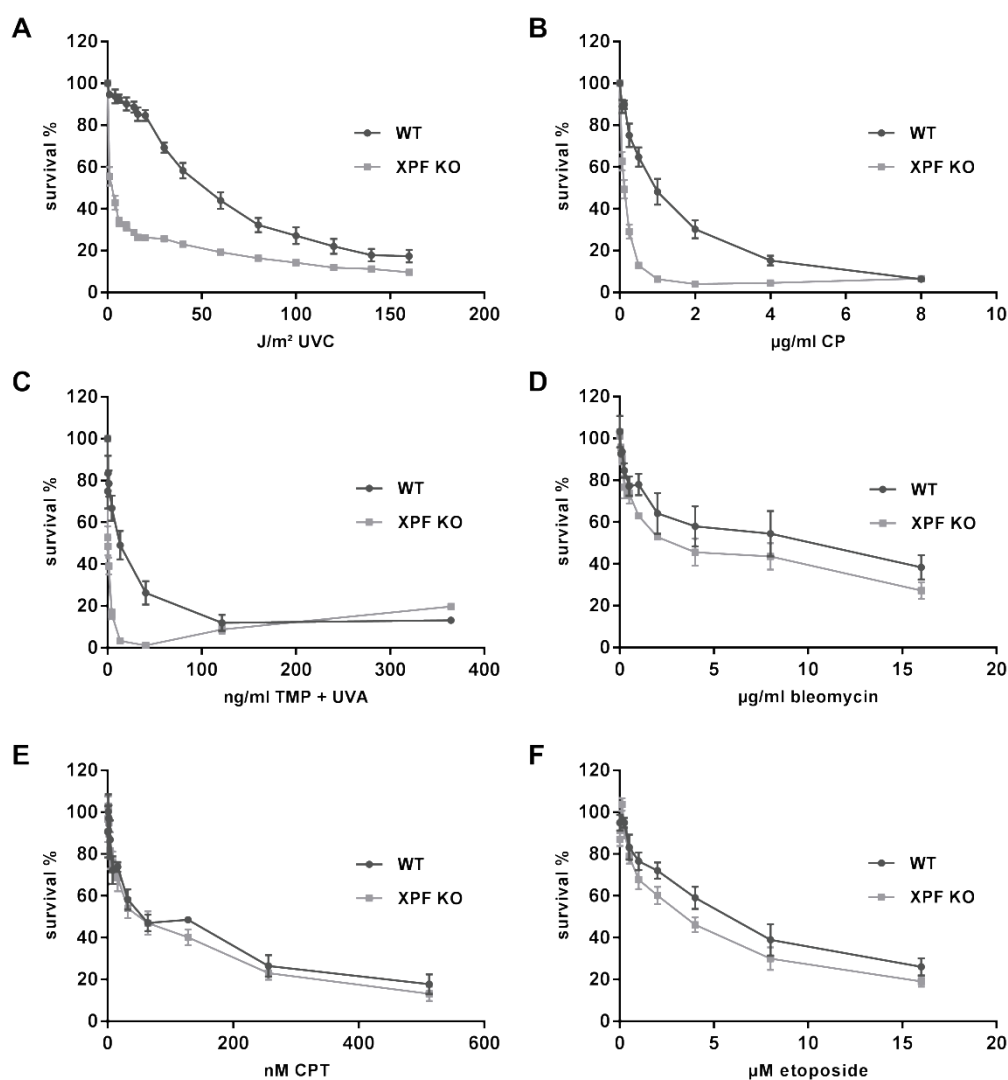 A
B
120
100
80
60
40
20
0
survival %
WT
XPF KO
0
50
100
150
200
J/m² UVC
120
100
80
60
40
20
0
survival %
WT
XPF KO
0
2
4
6
8
10
µg/ml CP
C
D
120
100
80
60
40
20
0
survival %
WT
XPF KO
0
100
200
300
400
ng/ml TMP + UVA
120
100
80
60
40
20
0
survival %
WT
XPF KO
0
5
10
15
20
µg/ml bleomycin
E
F
120
100
80
60
40
20
0
survival %
WT
XPF KO
0
200
400
600
nM CPT
120
100
80
60
40
20
0
survival %
WT
XPF KO
0
5
10
15
20
µM etoposide